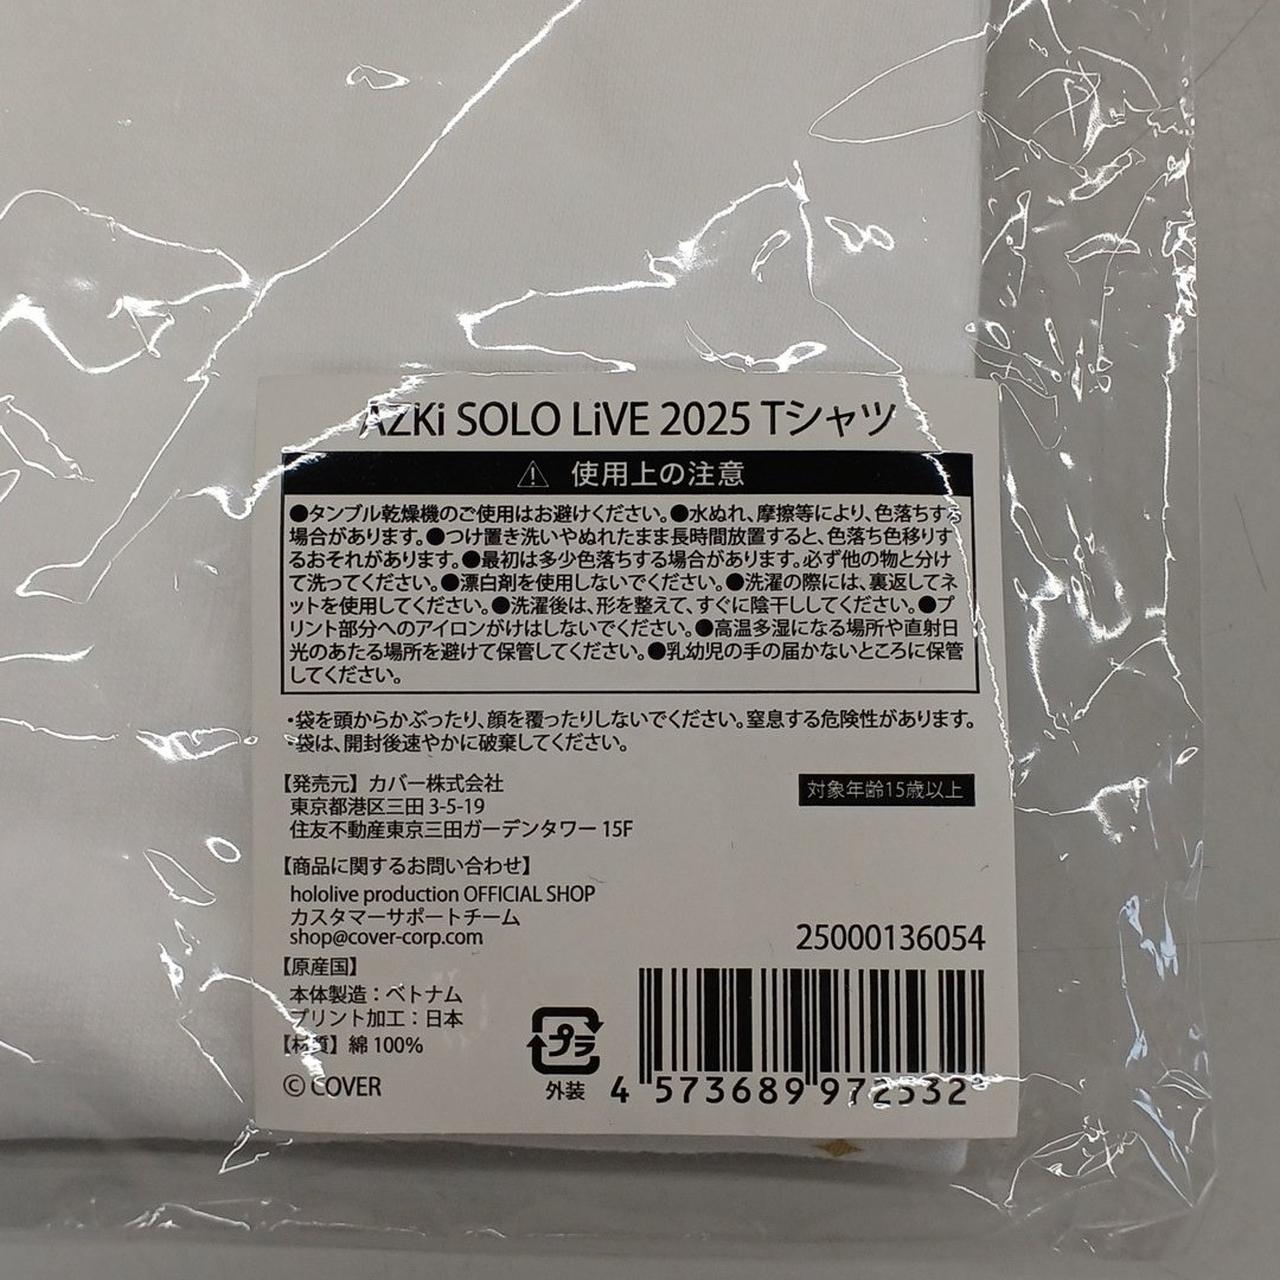 AZKi SOLO LiVE 2025 Tシャツ
⚠ 使用上の注意
●タンブル乾燥機のご使用はお避けください。●水ぬれ、摩擦等により、色落ちする
場合があります。●つけ置き洗いやぬれたまま長時間放置すると、色落ち色移りす
るおそれがあります。●最初は多少色落ちする場合があります。必ず他の物と分け
て洗ってください。●漂白剤を使用しないでください。●洗濯の際には、裏返してネ
ットを使用してください。●洗濯後は、形を整えて、すぐに陰干ししてください。●プ
リント部分へのアイロンがけはしないでください。●高温多湿になる場所や直射日
光のあたる場所を避けて保管してください。●乳幼児の手の届かないところに保管
してください。
・袋を頭からかぶったり、顔を覆ったりしないでください。窒息する危険性があります。
・袋は、開封後速やかに破棄してください。
【発売元】カバー株式会社
東京都港区三田 3-5-19
住友不動産東京三田ガーデンタワー 15F
対象年齢15歳以上
【商品に関するお問い合わせ】
hololive production OFFICIAL SHOP
カスタマーサポートチーム
shop@cover-corp.com
【原産国】
本体製造：ベトナム
プリント加工：日本
【材質】綿 100%
© COVER
25000136054
プラ
外装
4 573689 972532